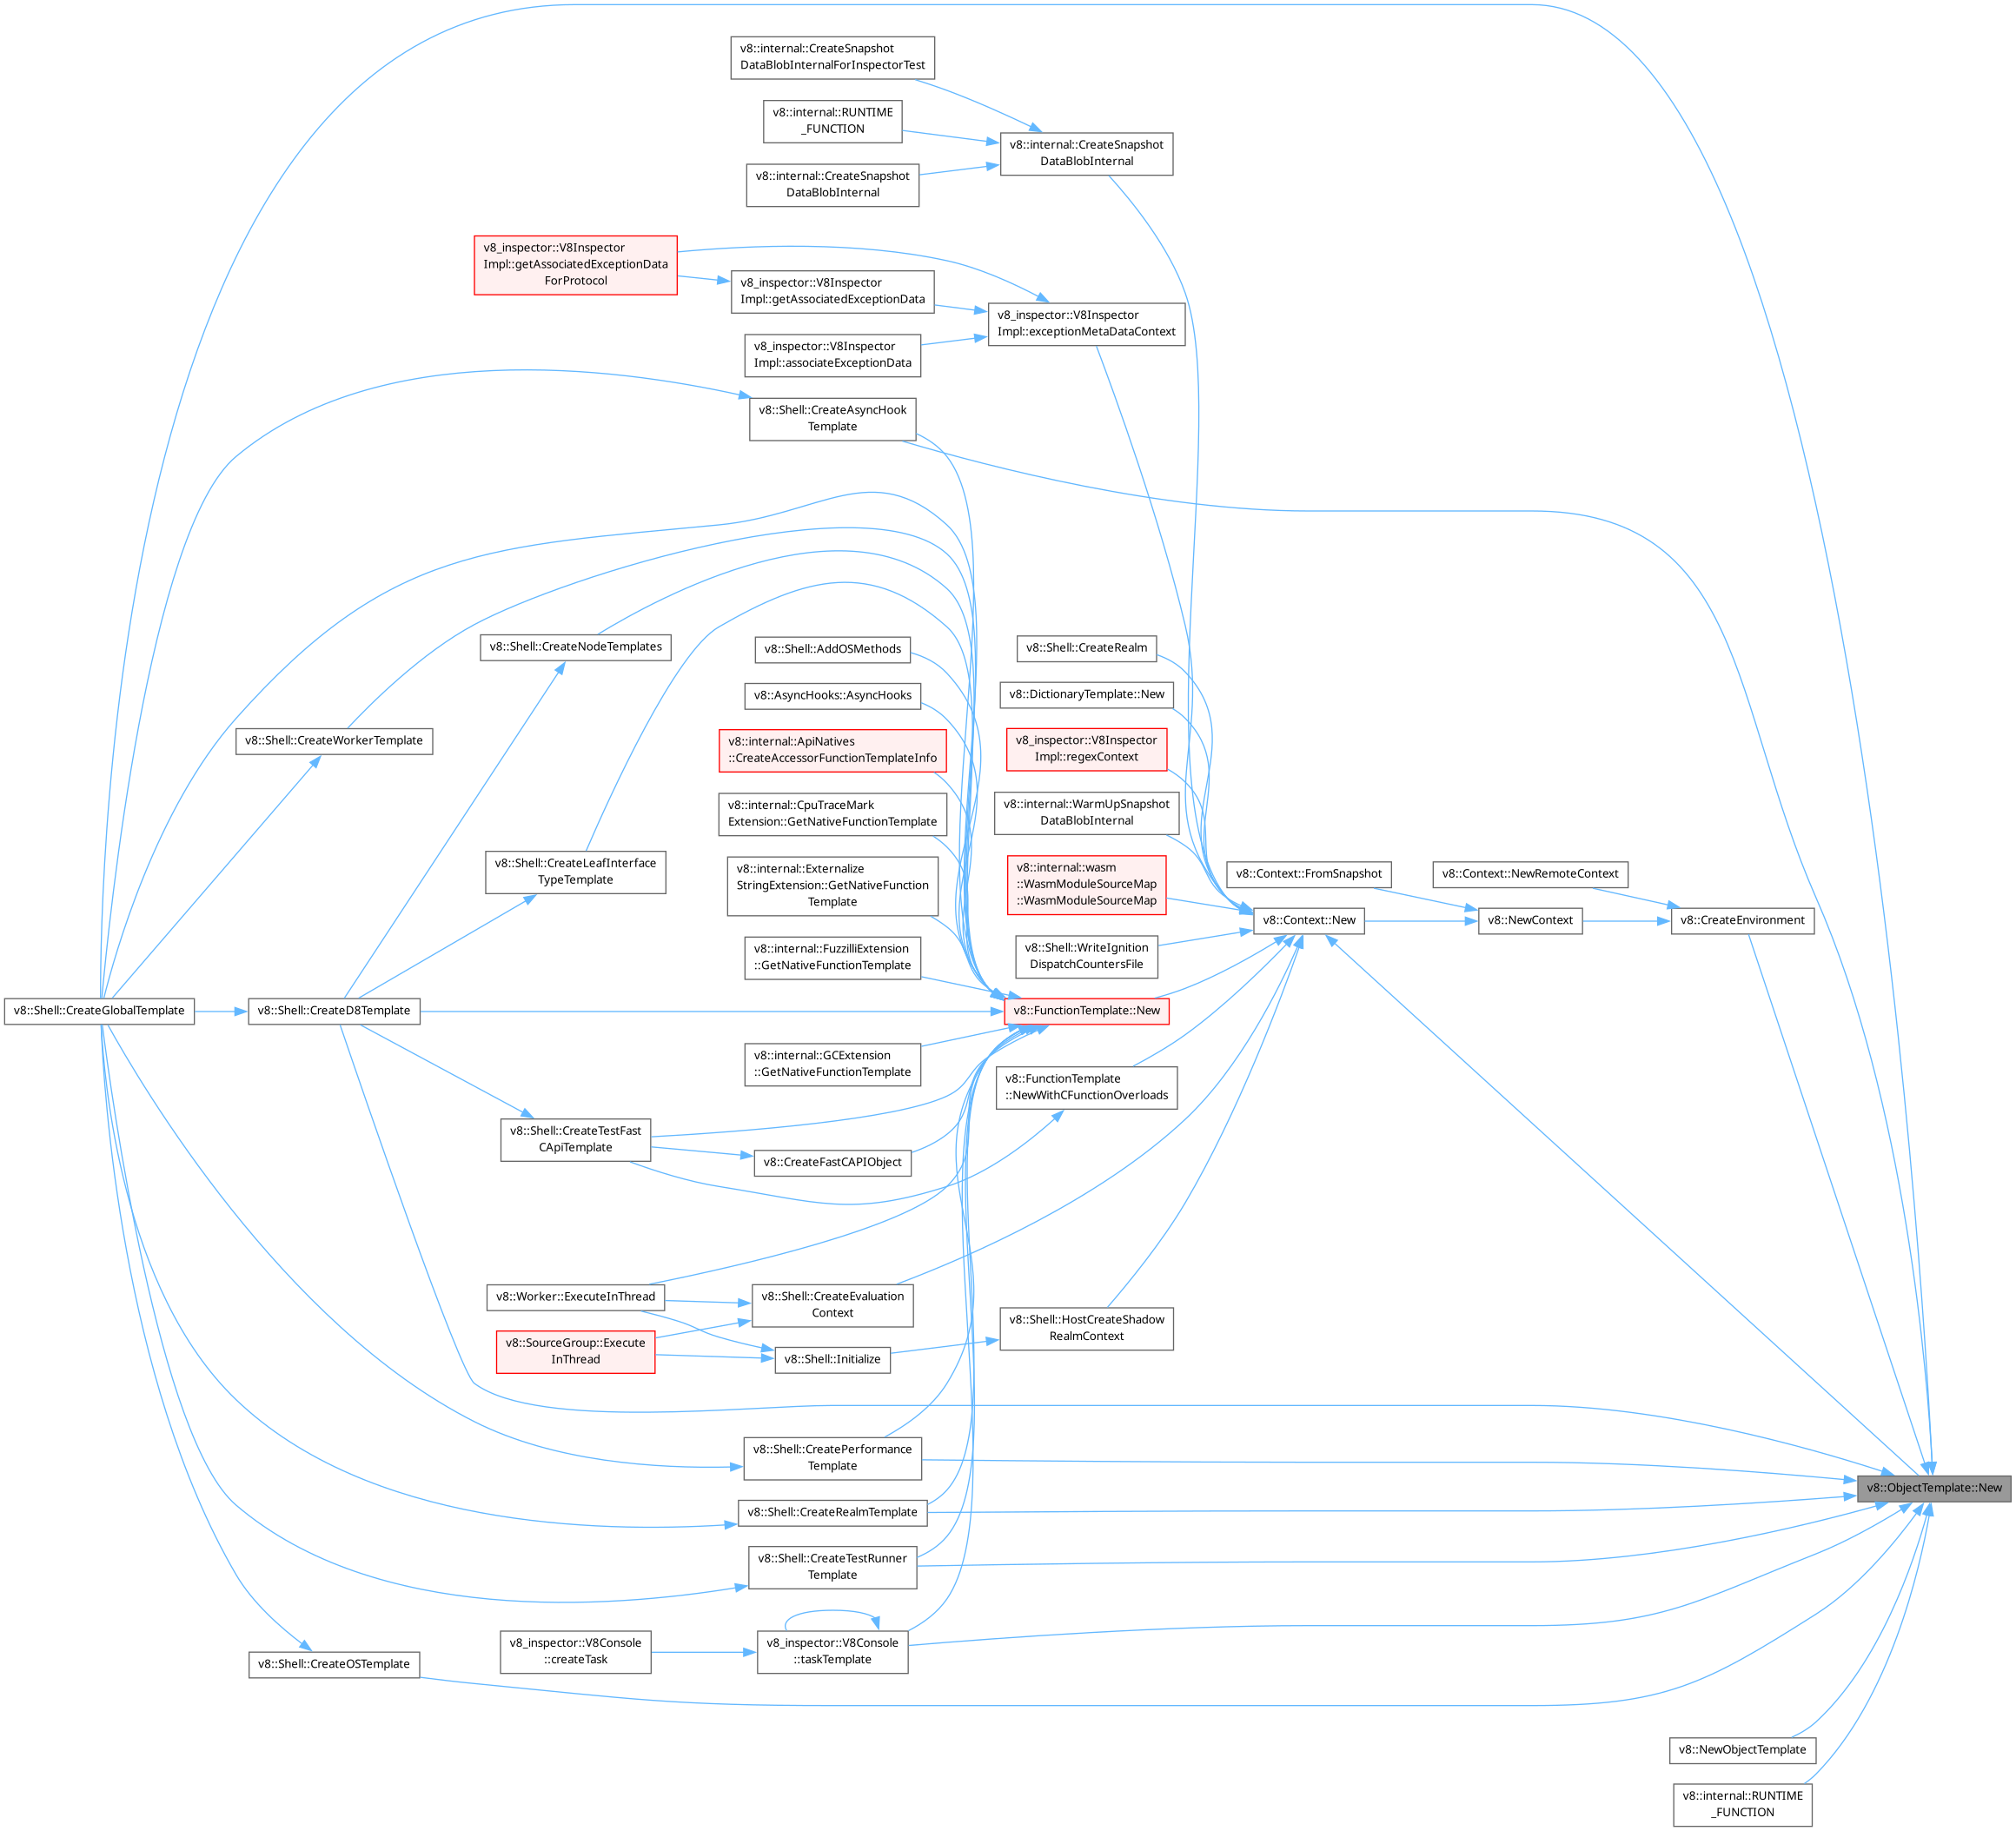 v8::internal::CreateSnapshot
DataBlobInternalForInspectorTest
v8::internal::RUNTIME
_FUNCTION
v8::internal::CreateSnapshot
DataBlobInternal
v8::internal::CreateSnapshot
DataBlobInternal
v8_inspector::V8Inspector
Impl::getAssociatedExceptionData
ForProtocol
v8_inspector::V8Inspector
Impl::getAssociatedExceptionData
v8_inspector::V8Inspector
Impl::exceptionMetaDataContext
v8_inspector::V8Inspector
Impl::associateExceptionData
v8::Shell::CreateAsyncHook
Template
v8::Shell::CreateNodeTemplates
v8::Shell::AddOSMethods
v8::Shell::CreateRealm
v8::AsyncHooks::AsyncHooks
v8::DictionaryTemplate::New
v8::Shell::CreateWorkerTemplate
v8::internal::ApiNatives
::CreateAccessorFunctionTemplateInfo
v8_inspector::V8Inspector
Impl::regexContext
v8::internal::CpuTraceMark
Extension::GetNativeFunctionTemplate
v8::internal::WarmUpSnapshot
DataBlobInternal
v8::Shell::CreateLeafInterface
TypeTemplate
v8::internal::Externalize
StringExtension::GetNativeFunction
Template
v8::internal::wasm
::WasmModuleSourceMap
::WasmModuleSourceMap
v8::Context::FromSnapshot
v8::Context::NewRemoteContext
v8::Context::New
v8::NewContext
v8::CreateEnvironment
v8::internal::FuzzilliExtension
::GetNativeFunctionTemplate
v8::Shell::WriteIgnition
DispatchCountersFile
v8::Shell::CreateGlobalTemplate
v8::Shell::CreateD8Template
v8::FunctionTemplate::New
v8::internal::GCExtension
::GetNativeFunctionTemplate
v8::FunctionTemplate
::NewWithCFunctionOverloads
v8::Shell::CreateTestFast
CApiTemplate
v8::CreateFastCAPIObject
v8::Worker::ExecuteInThread
v8::Shell::CreateEvaluation
Context
v8::Shell::HostCreateShadow
RealmContext
v8::SourceGroup::Execute
InThread
v8::Shell::Initialize
v8::Shell::CreatePerformance
Template
v8::ObjectTemplate::New
v8::Shell::CreateRealmTemplate
v8::Shell::CreateTestRunner
Template
v8_inspector::V8Console
::createTask
v8_inspector::V8Console
::taskTemplate
v8::Shell::CreateOSTemplate
v8::NewObjectTemplate
v8::internal::RUNTIME
_FUNCTION